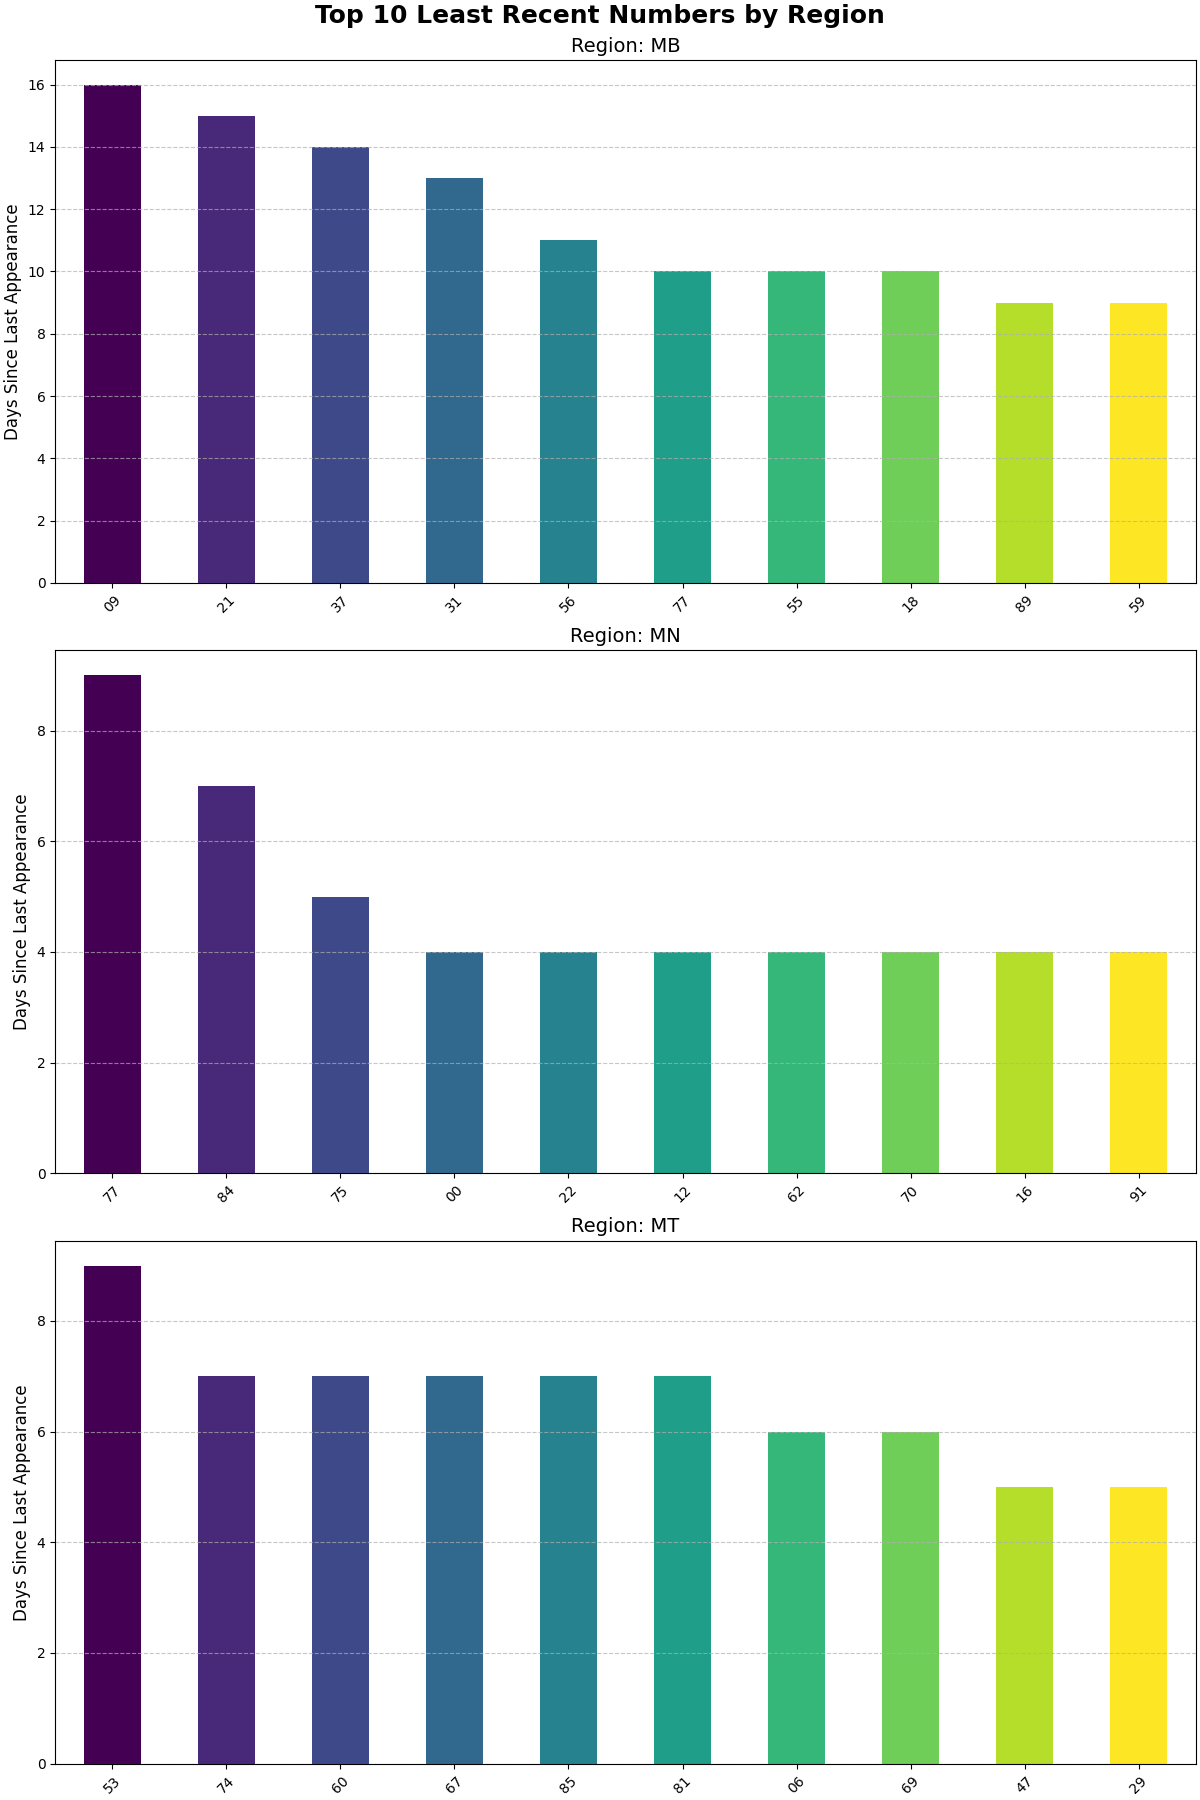 Top 10 Least Recent Numbers by Region
Region: MB
Days Since Last Appearance
16
14
12
10
8
6
4
2
0
09 21 37 31 56 77 55 18 89 59
Region: MN
Days Since Last Appearance
8
6
4
2
0
77 84 75 00 22 12 62 70 16 91
Region: MT
Days Since Last Appearance
8
6
4
2
0
53 74 60 67 85 81 06 69 47 29